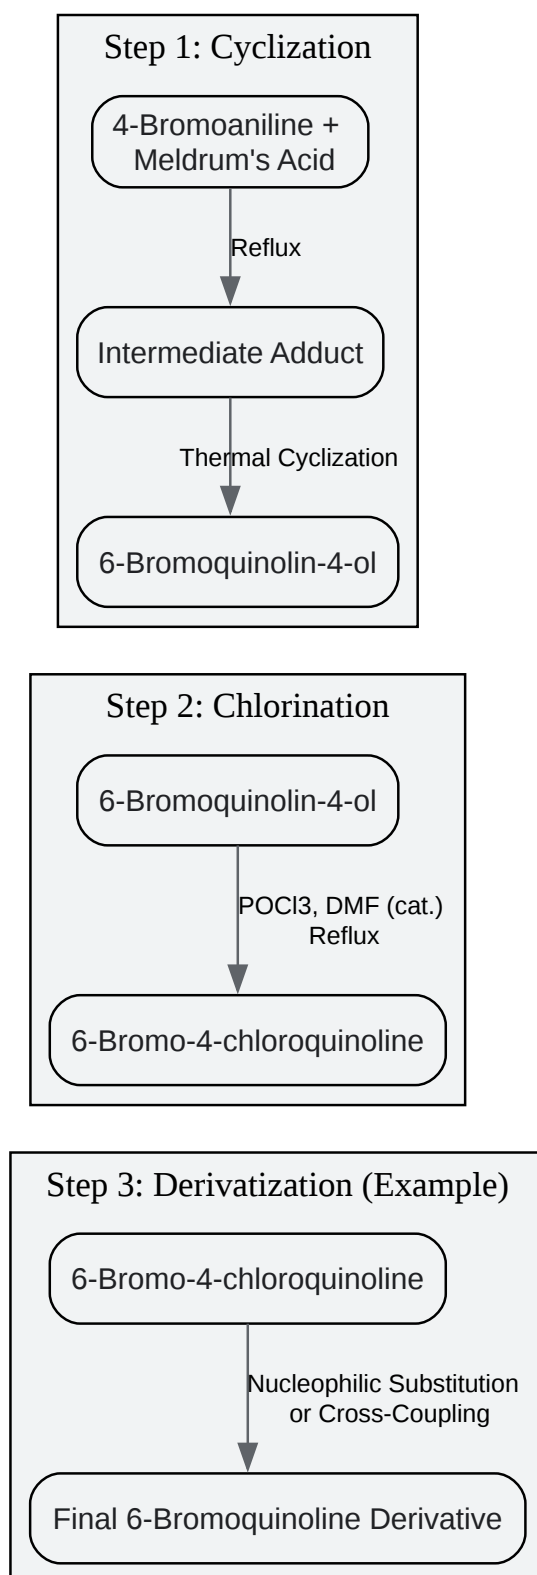 Step 1: Cyclization
4-Bromoaniline +
Meldrum's Acid
Reflux
Intermediate Adduct
Thermal Cyclization
6-Bromoquinolin-4-ol
Step 2: Chlorination
6-Bromoquinolin-4-ol
POCl3, DMF (cat.)
Reflux
6-Bromo-4-chloroquinoline
Step 3: Derivatization (Example)
6-Bromo-4-chloroquinoline
Nucleophilic Substitution
or Cross-Coupling
Final 6-Bromoquinoline Derivative